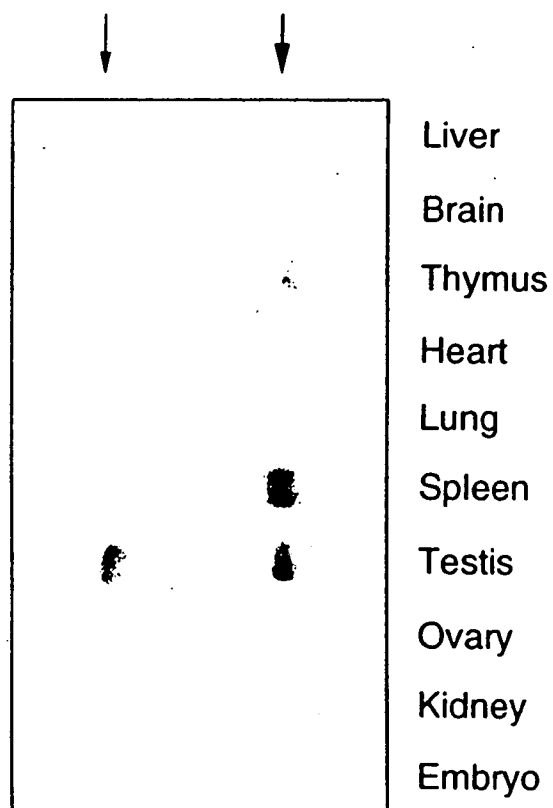 Liver
Brain
Thymus
Heart
Lung
Spleen
Testis
Ovary
Kidney
Embryo